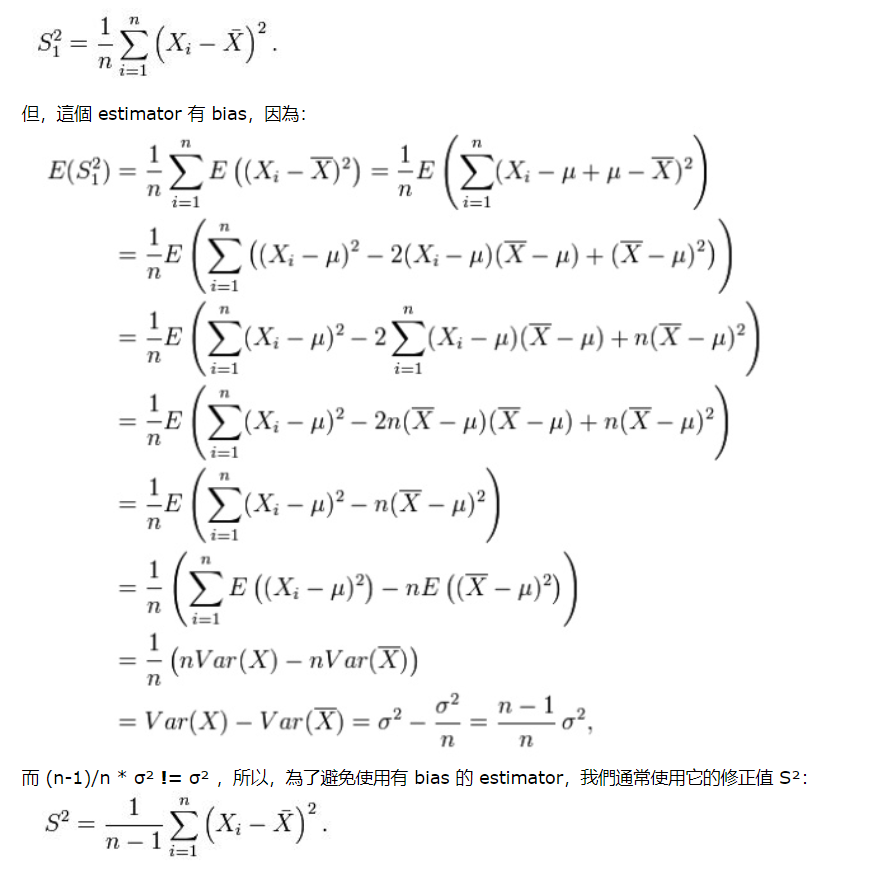 $S_1^2 = \frac{1}{n}\sum_{i=1}^{n}\left(X_i - \bar{X}\right)^2.$
但，這個 estimator 有 bias，因為：
$E(S_1^2) = \frac{1}{n}\sum_{i=1}^{n} E\left((X_i - \overline{X})^2\right) = \frac{1}{n}E\left(\sum_{i=1}^{n}(X_i - \mu + \mu - \overline{X})^2\right)$
$= \frac{1}{n}E\left(\sum_{i=1}^{n}\left((X_i - \mu)^2 - 2(X_i - \mu)(\overline{X} - \mu) + (\overline{X} - \mu)^2\right)\right)$
$= \frac{1}{n}E\left(\sum_{i=1}^{n}(X_i - \mu)^2 - 2\sum_{i=1}^{n}(X_i - \mu)(\overline{X} - \mu) + n(\overline{X} - \mu)^2\right)$
$= \frac{1}{n}E\left(\sum_{i=1}^{n}(X_i - \mu)^2 - 2n(\overline{X} - \mu)(\overline{X} - \mu) + n(\overline{X} - \mu)^2\right)$
$= \frac{1}{n}E\left(\sum_{i=1}^{n}(X_i - \mu)^2 - n(\overline{X} - \mu)^2\right)$
$= \frac{1}{n}\left(\sum_{i=1}^{n}E\left((X_i - \mu)^2\right) - nE\left((\overline{X} - \mu)^2\right)\right)$
$= \frac{1}{n}\left(nVar(X) - nVar(\overline{X})\right)$
$= Var(X) - Var(\overline{X}) = \sigma^2 - \frac{\sigma^2}{n} = \frac{n-1}{n}\sigma^2,$
而 (n-1)/n * σ² != σ² ，所以，為了避免使用有 bias 的 estimator，我們通常使用它的修正值 S²：
$S^2 = \frac{1}{n-1}\sum_{i=1}^{n}\left(X_i - \bar{X}\right)^2.$